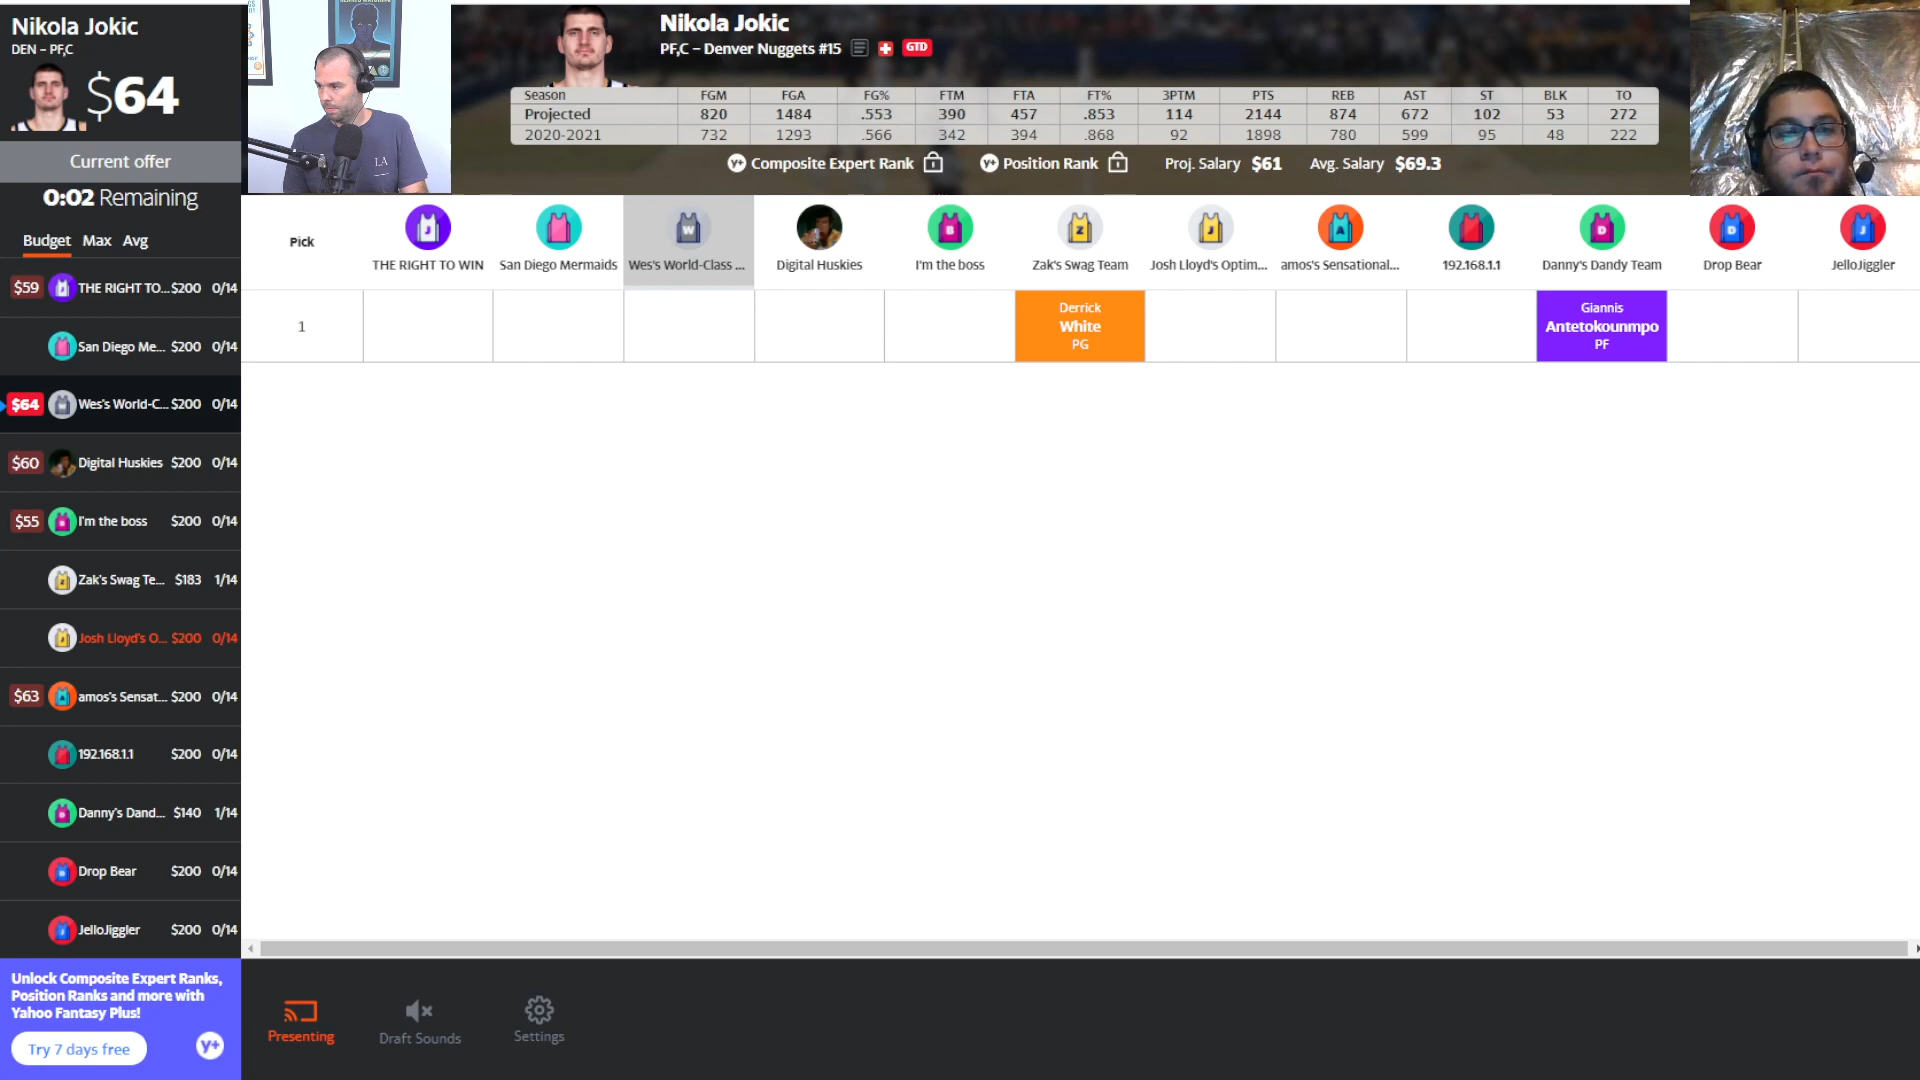 Nikola Jokic
DEN – PF,C
$64
Current offer
0:02 Remaining
Budget Max Avg
$59 J THE RIGHT TO... $200 0/14
San Diego Me... $200 0/14
$64 Wes's World-C... $200 0/14
$60 Digital Huskies $200 0/14
$55 I'm the boss $200 0/14
Zak's Swag Te... $183 1/14
Josh Lloyd's O... $200 0/14
$63 amos's Sensat... $200 0/14
192.168.1.1 $200 0/14
Danny's Dand... $140 1/14
Drop Bear $200 0/14
JelloJiggler $200 0/14
Unlock Composite Expert Ranks,
Position Ranks and more with
Yahoo Fantasy Plus!
Try 7 days free y+
LA
Nikola Jokic
PF,C – Denver Nuggets #15 GTD
Season FGM FGA FG% FTM FTA FT% 3PTM PTS REB AST ST BLK TO
Projected 820 1484 .553 390 457 .853 114 2144 874 672 102 53 272
2020-2021 732 1293 .566 342 394 .868 92 1898 780 599 95 48 222
y+ Composite Expert Rank y+ Position Rank Proj. Salary $61 Avg. Salary $69.3
J W B Z J A D D J
Pick THE RIGHT TO WIN San Diego Mermaids Wes's World-Class ... Digital Huskies I'm the boss Zak's Swag Team Josh Lloyd's Optim... amos's Sensational... 192.168.1.1 Danny's Dandy Team Drop Bear JelloJiggler
1
Derrick
White
PG
Giannis
Antetokounmpo
PF
Presenting
Draft Sounds
Settings